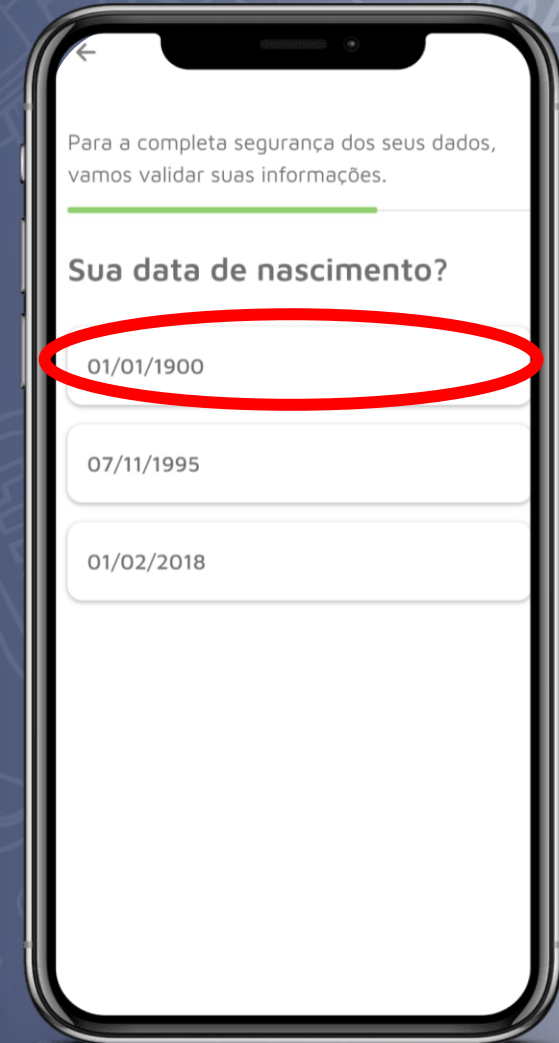 Para a completa segurança dos seus dados,
vamos validar suas informações.
Sua data de nascimento?
01/01/1900
07/11/1995
01/02/2018